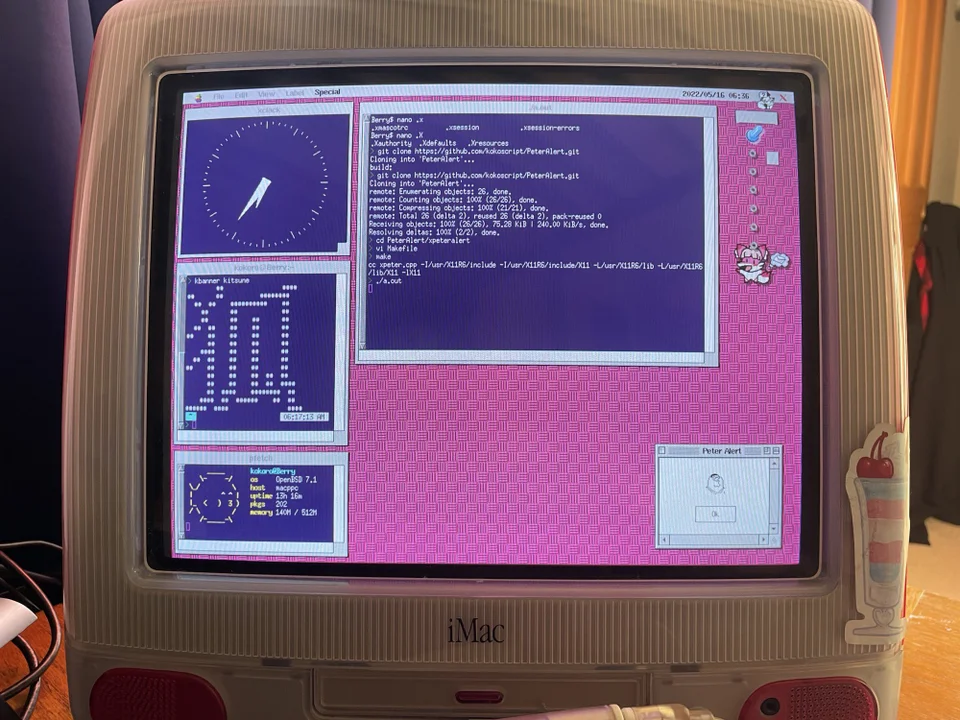 File Edit View Label Special
2022/05/16 06:36
xclock
./a.out
Berry$ nano .x
.xmascotrc .xsession .xsession-errors
Berry$ nano .X
.Xauthority .Xdefaults .Xresources
> git clone https://github.com/kokoscript/PeterAlert.git
Cloning into 'PeterAlert'...
build:
> git clone https://github.com/kokoscript/PeterAlert.git
Cloning into 'PeterAlert'...
remote: Enumerating objects: 26, done.
remote: Counting objects: 100% (26/26), done.
remote: Compressing objects: 100% (21/21), done.
remote: Total 26 (delta 2), reused 26 (delta 2), pack-reused 0
Receiving objects: 100% (26/26), 75.28 KiB | 240.00 KiB/s, done.
Resolving deltas: 100% (2/2), done.
> cd PeterAlert/xpeteralert
> vi Makefile
> make
cc xpeter.cpp -I/usr/X11R6/include -I/usr/X11R6/include/X11 -L/usr/X11R6/lib -L/usr/X11R6
/lib/X11 -lX11
> ./a.out
kokoro@Berry:~
> kbanner kitsune
~
06:17:13 AM
>
pfetch
kokoro@Berry
os OpenBSD 7.1
host macppc
uptime 13h 16m
pkgs 202
memory 140M / 512M
Peter Alert
Ok
iMac